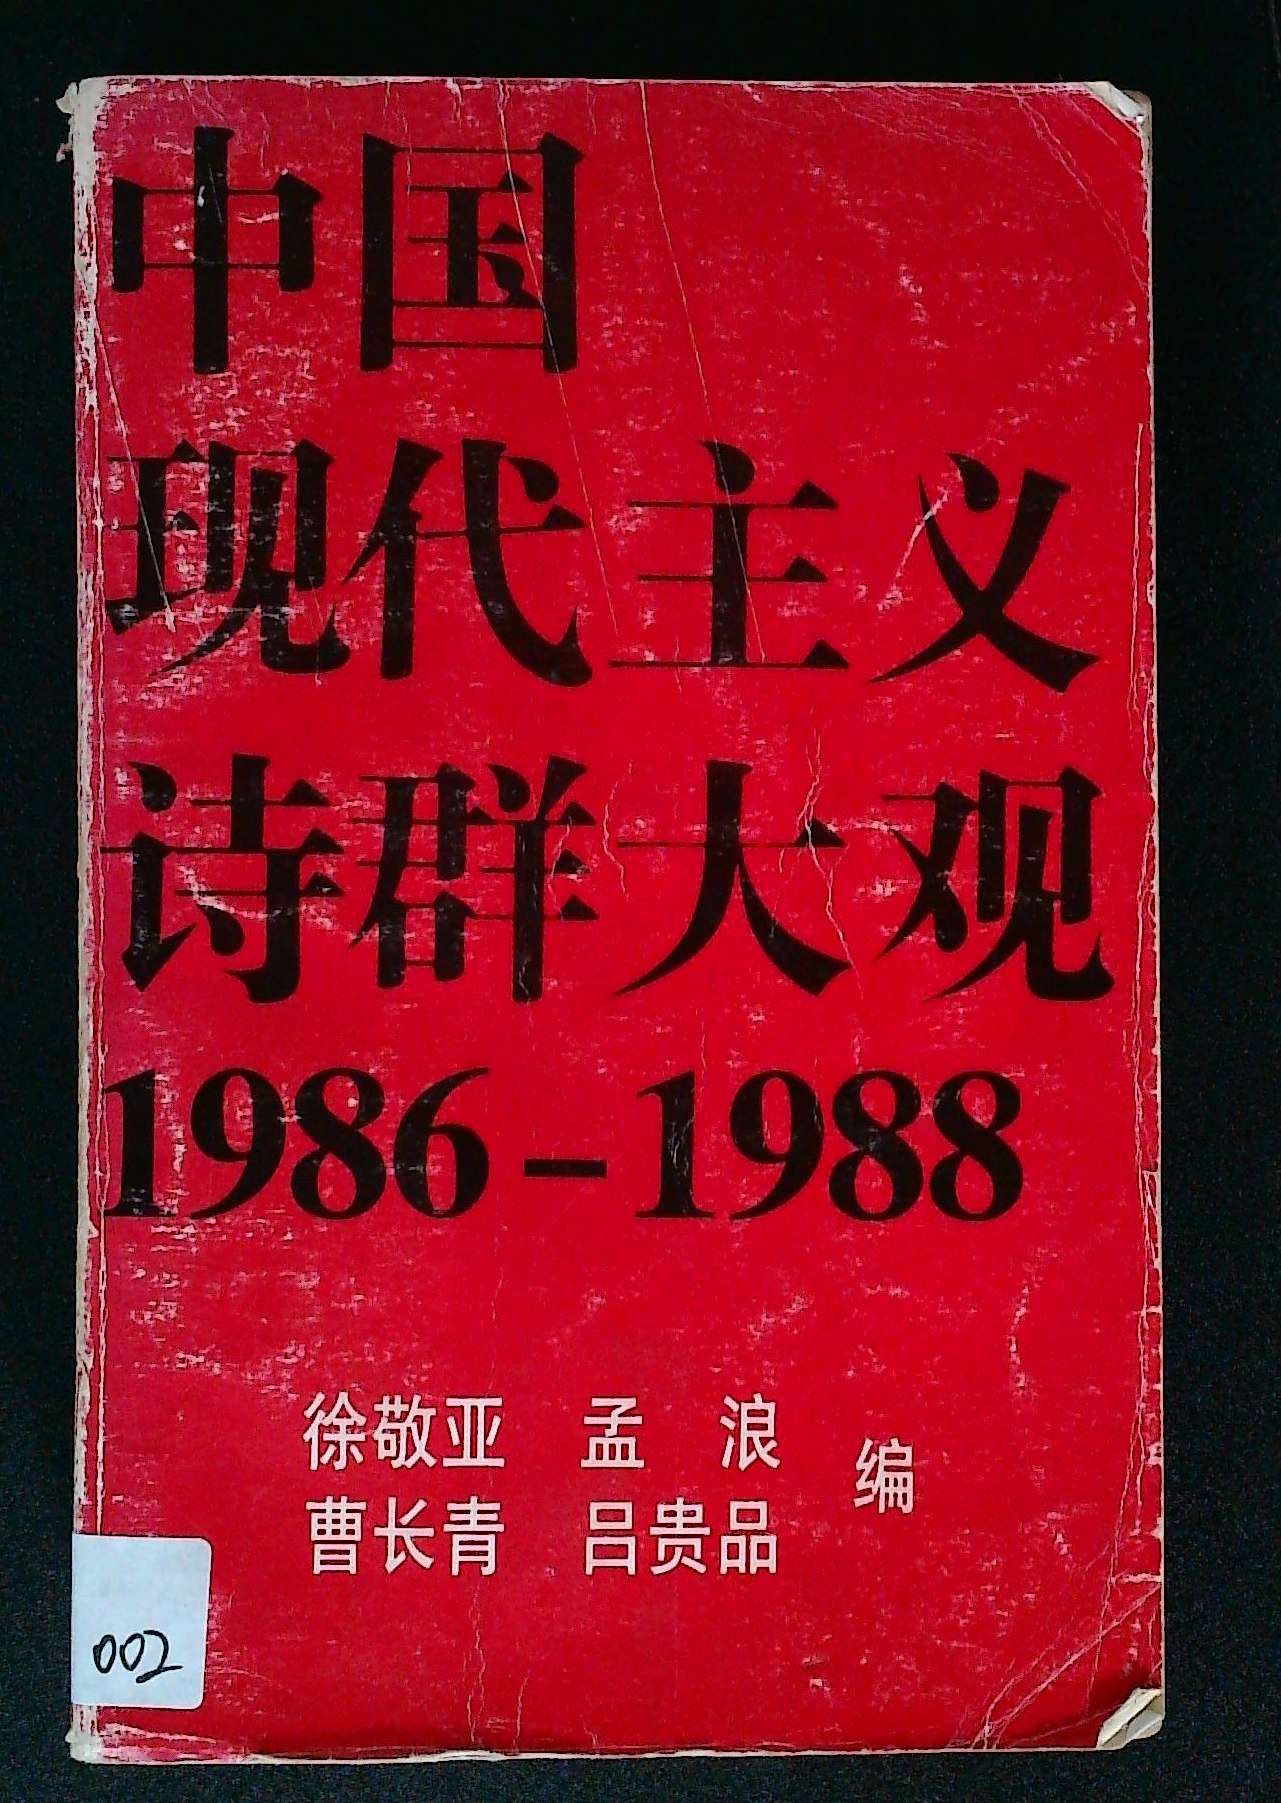 中国
现代主义
诗群大观
1986-1988
徐敬亚 孟 浪
曹长青 吕贵品
编
002